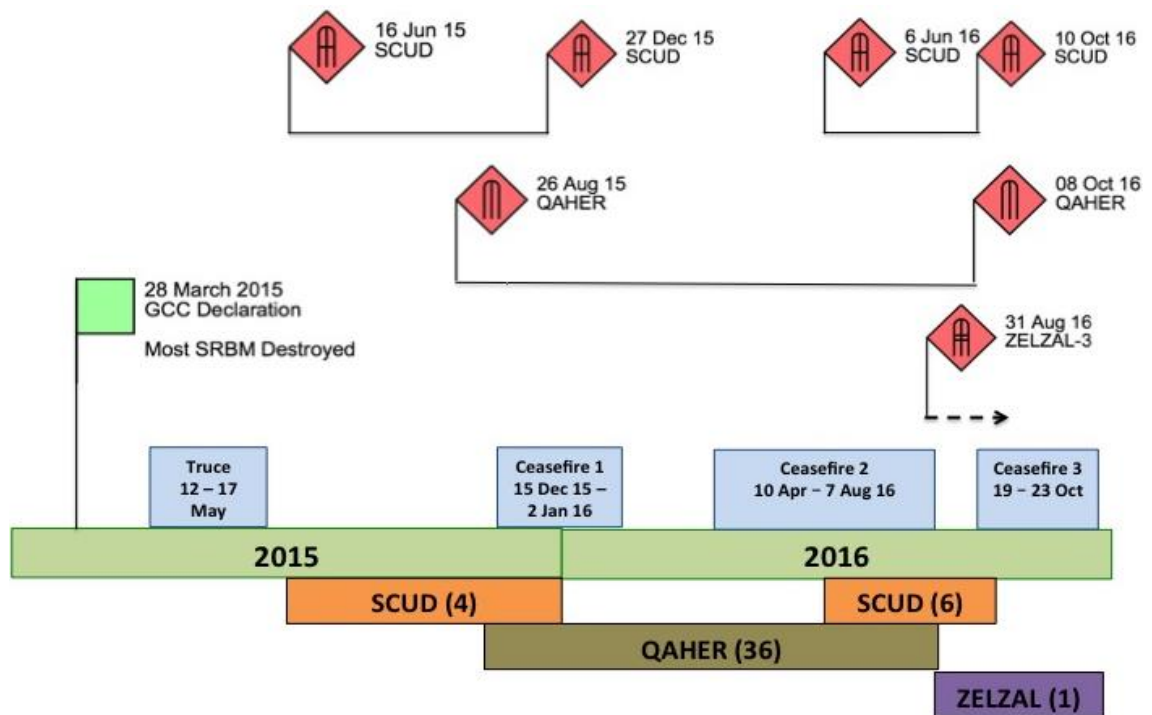 16 Jun 15
SCUD
27 Dec 15
SCUD
6 Jun 16
SCUD
10 Oct 16
SCUD
26 Aug 15
QAHER
08 Oct 16
QAHER
28 March 2015
GCC Declaration
Most SRBM Destroyed
31 Aug 16
ZELZAL-3
Truce
12 – 17
May
Ceasefire 1
15 Dec 15 –
2 Jan 16
Ceasefire 2
10 Apr – 7 Aug 16
Ceasefire 3
19 – 23 Oct
2015
2016
SCUD (4)
SCUD (6)
QAHER (36)
ZELZAL (1)